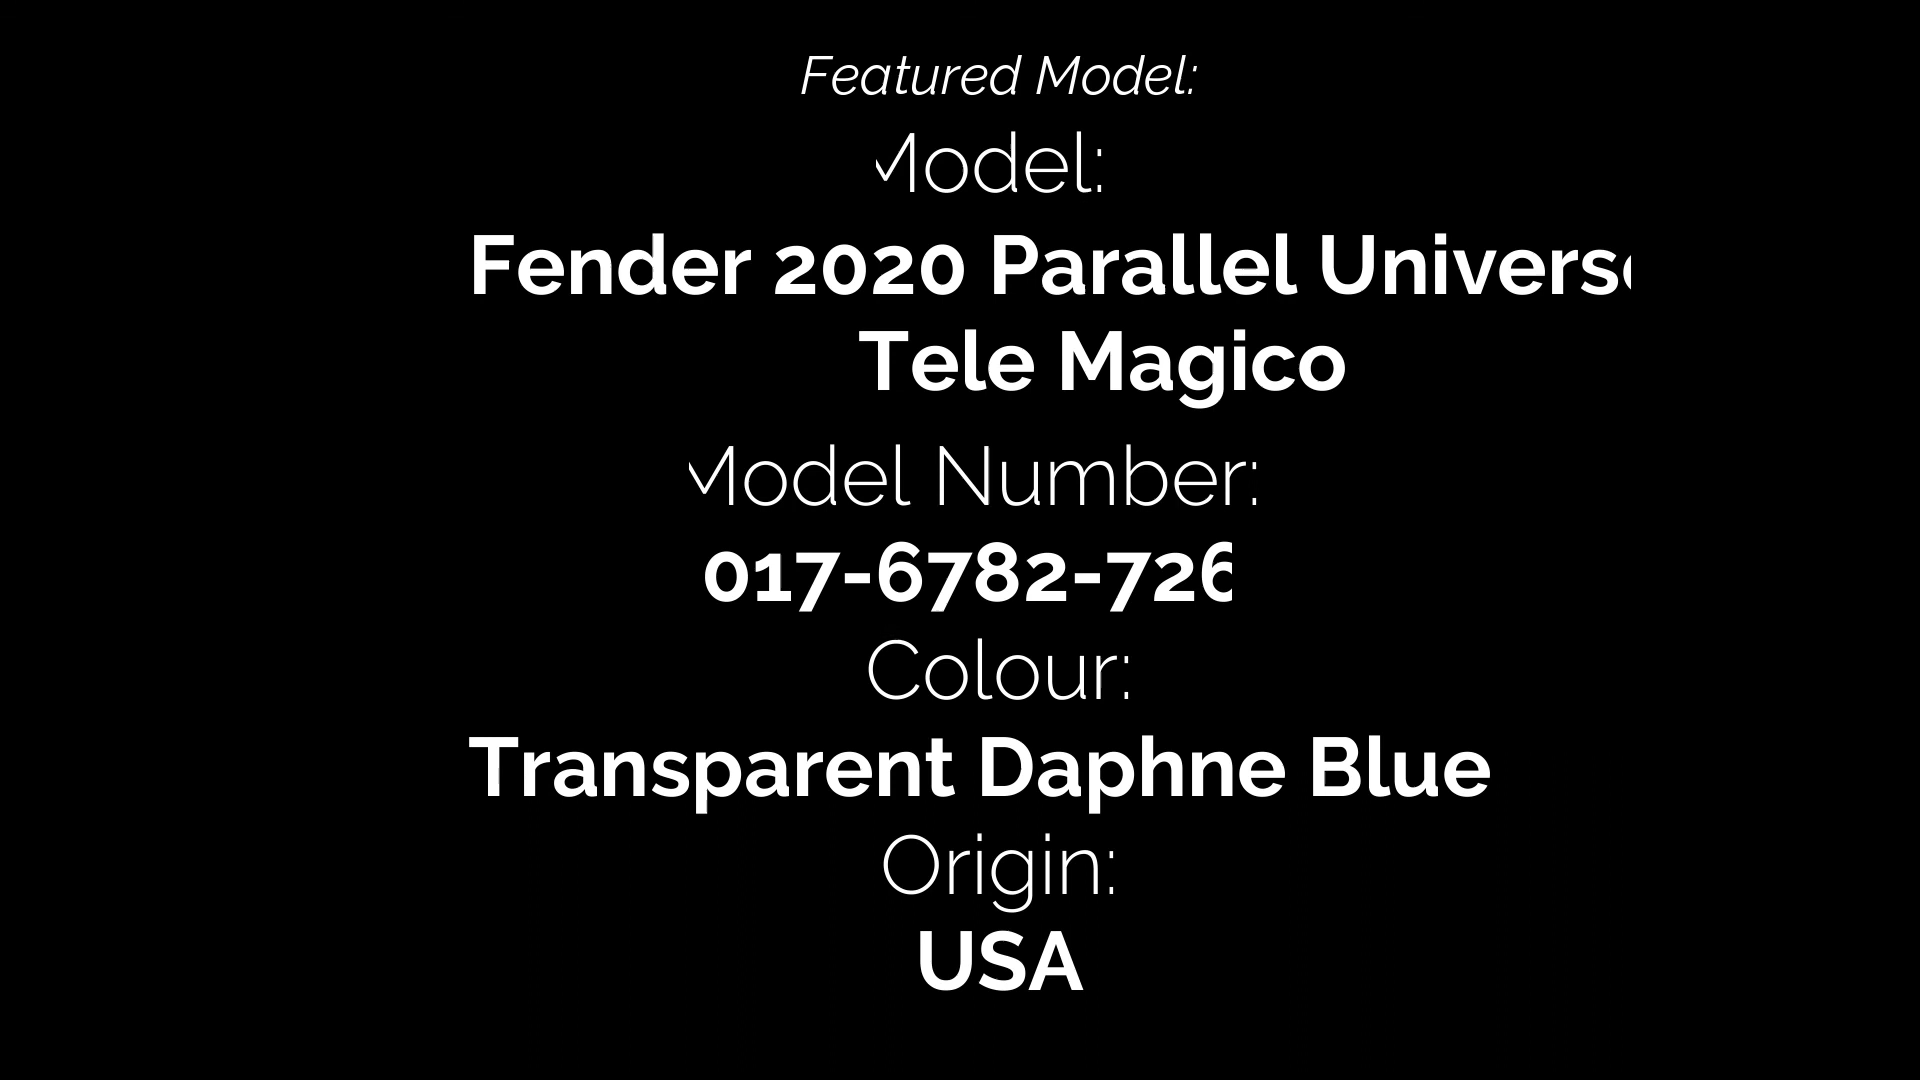 Featured Model:
Model:
Fender 2020 Parallel Universe
Tele Magico
Model Number:
017-6782-726
Colour:
Transparent Daphne Blue
Origin:
USA